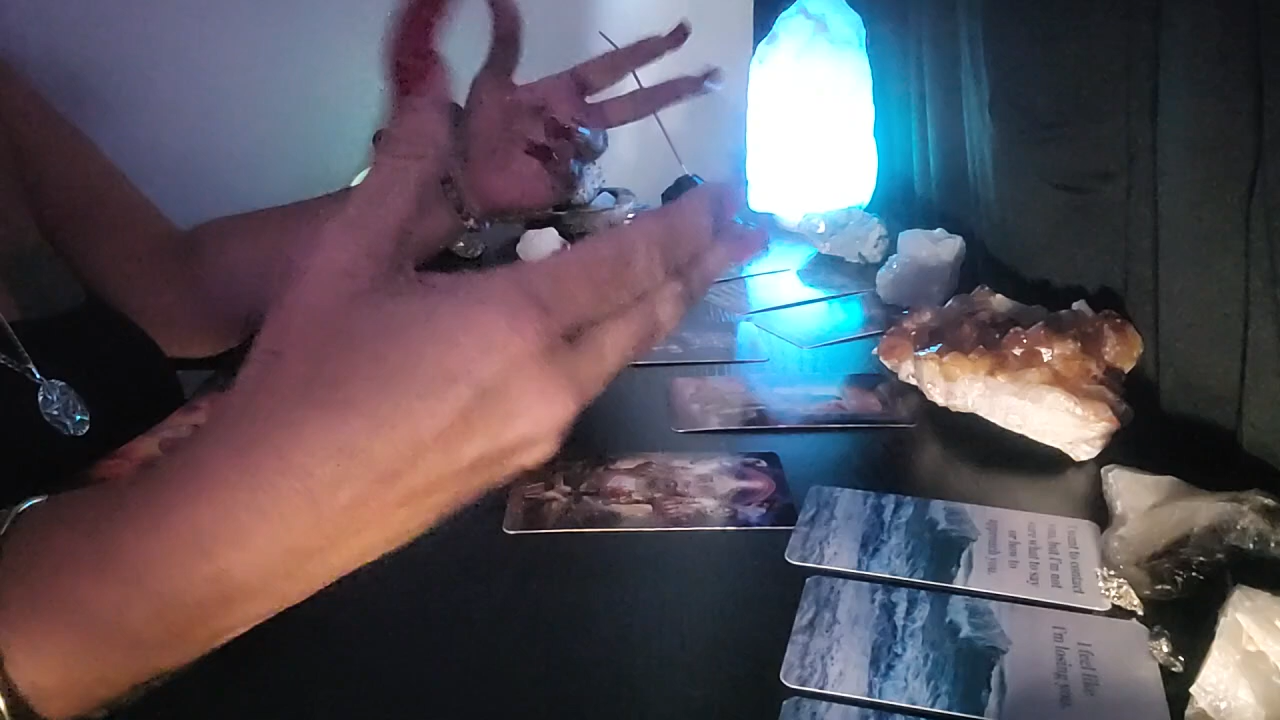 I want to contact
you, but I'm not
sure what to say
or how to
approach you.
I feel like
I'm losing you.